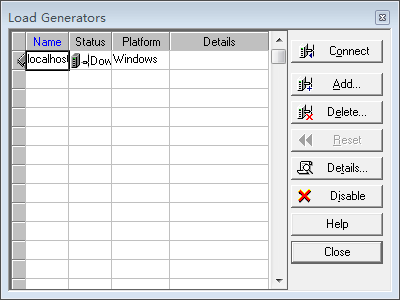 Load Generators
Name Status Platform Details
localhost Dow Windows
Connect
Add...
Delete...
Reset
Details...
Disable
Help
Close